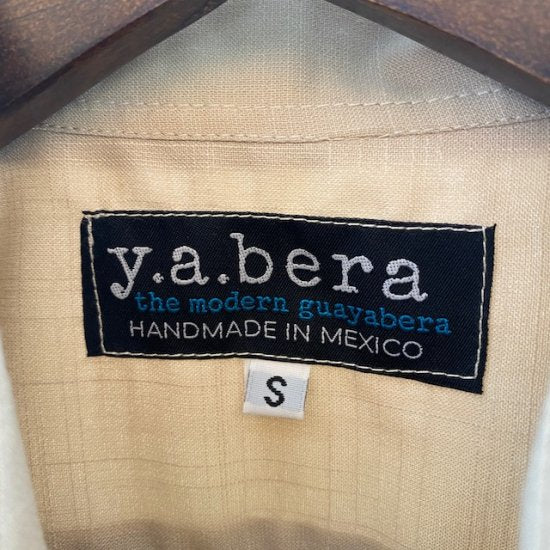 y.a.bera
the modern guayabera
HANDMADE IN MEXICO
S